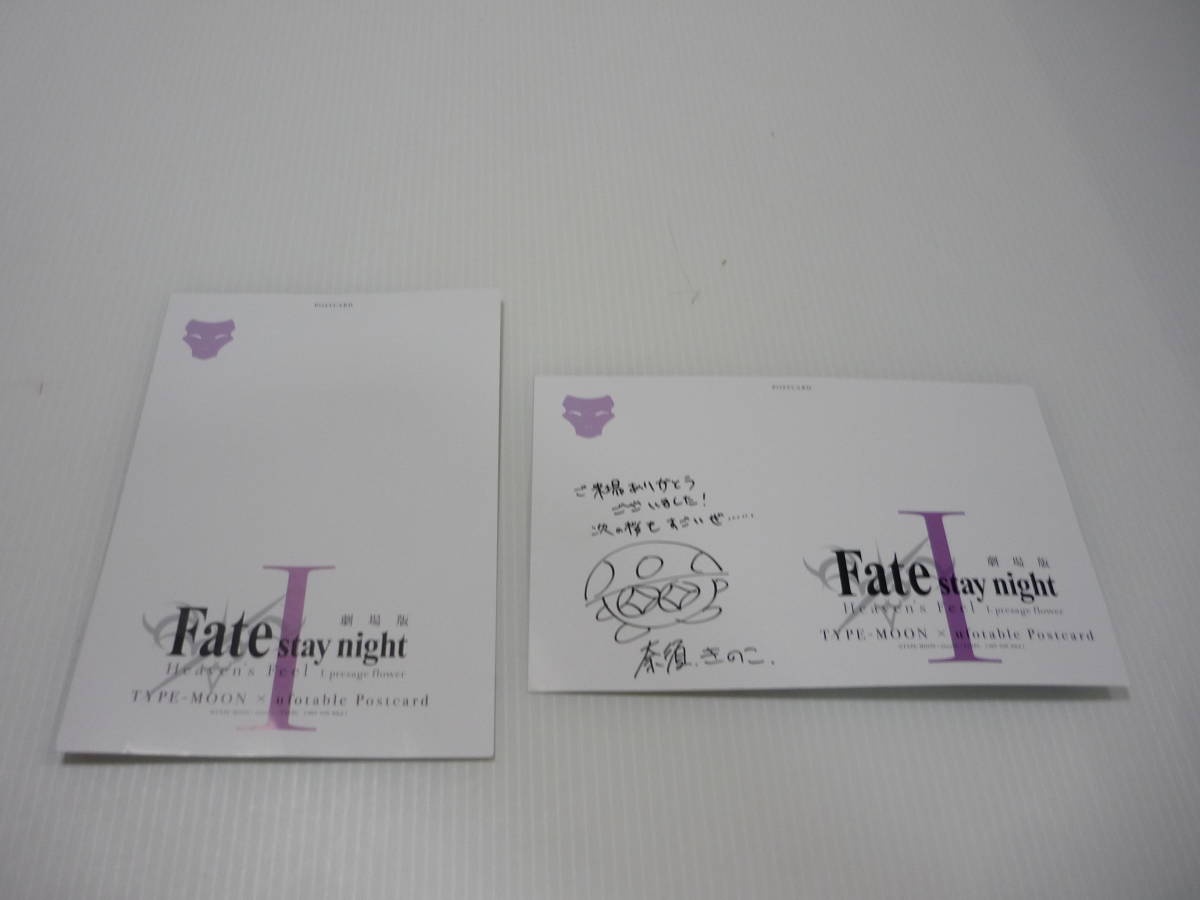 POSTCARD
劇場版
Fate
stay night
Heaven's Feel I. presage flower
I
TYPE-MOON × ufotable Postcard
POSTCARD
ご来場ありがとう
ございました!
次の桜もすごいぜ……
奈須.きのこ.
劇場版
Fate
stay night
Heaven's Feel I. presage flower
I
TYPE-MOON × ufotable Postcard